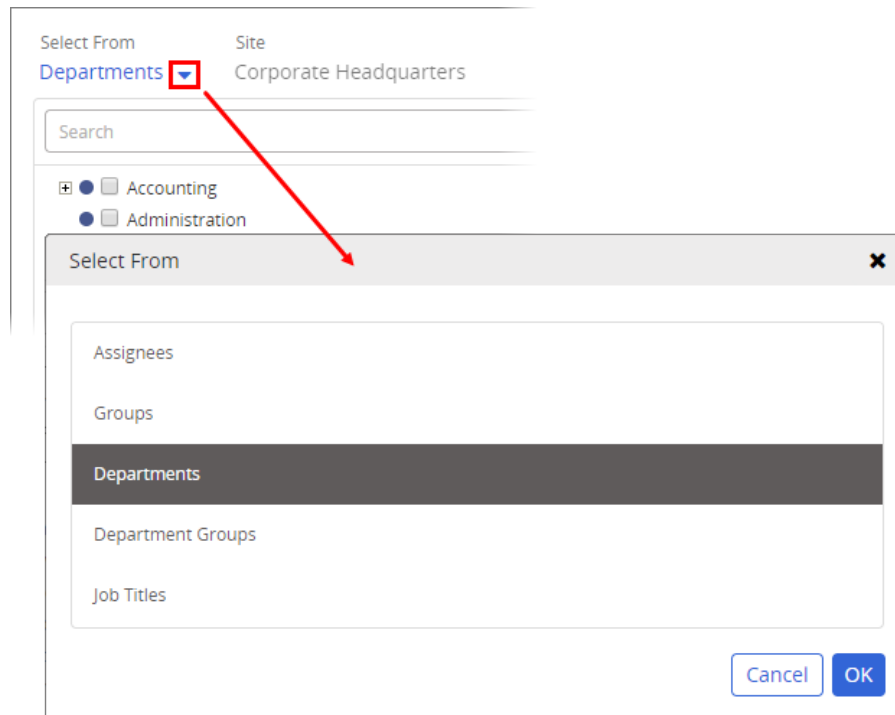 Select From Site
Departments Corporate Headquarters
Search
Accounting
Administration
Select From
Assignees
Groups
Departments
Department Groups
Job Titles
Cancel OK